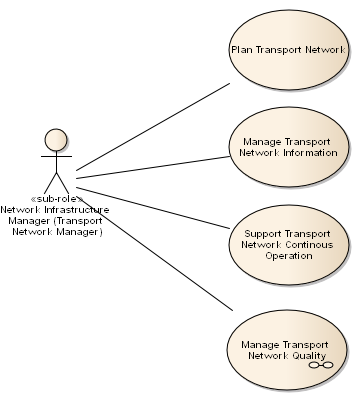 Plan Transport Network
Manage Transport
Network Information
«sub-role»
Network Infrastructure
Manager (Transport
Network Manager)
Support Transport
Network Continous
Operation
Manage Transport
Network Quality